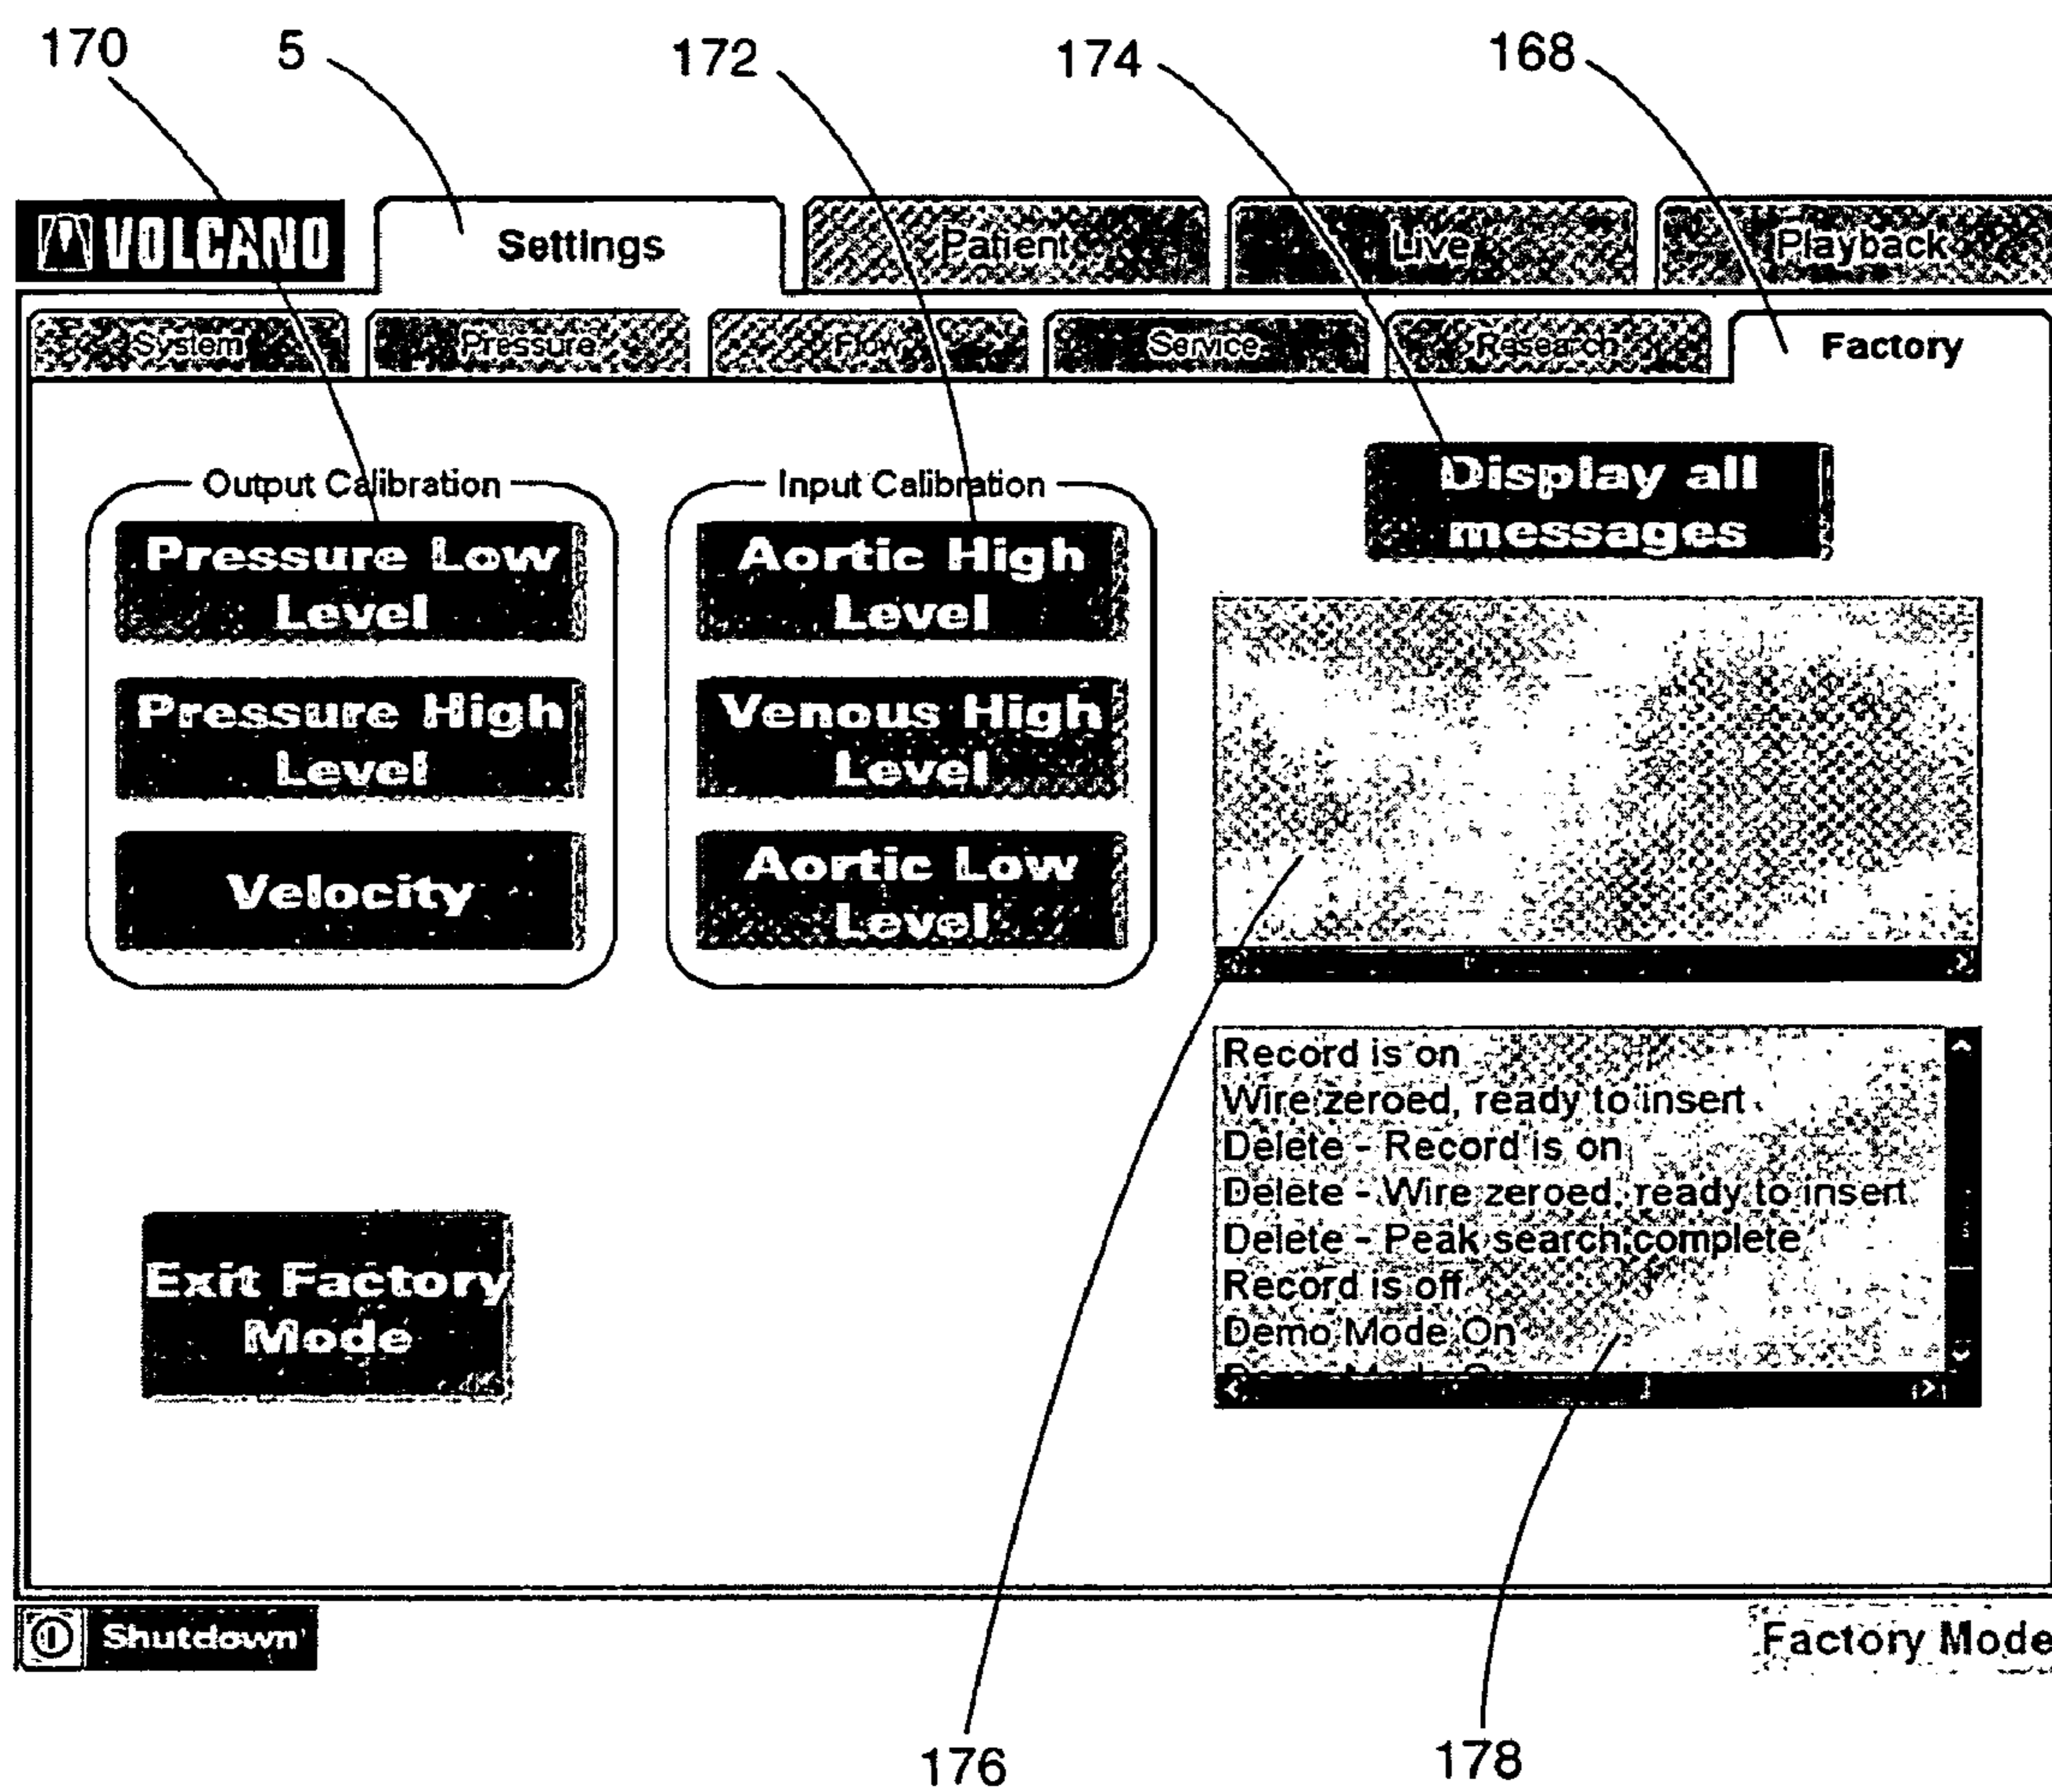 170 5 172 174 168
VOLCANO Settings Patient Live Playback
System Pressure Flow Service Research Factory
Output Calibration
Pressure Low
Level
Pressure High
Level
Velocity
Input Calibration
Aortic High
Level
Venous High
Level
Aortic Low
Level
Display all
messages
Record is on
Wire zeroed, ready to insert
Delete - Record is on
Delete - Wire zeroed, ready to insert
Delete - Peak search complete
Record is off
Demo Mode On
Exit Factory
Mode
Shutdown Factory Mode
176 178